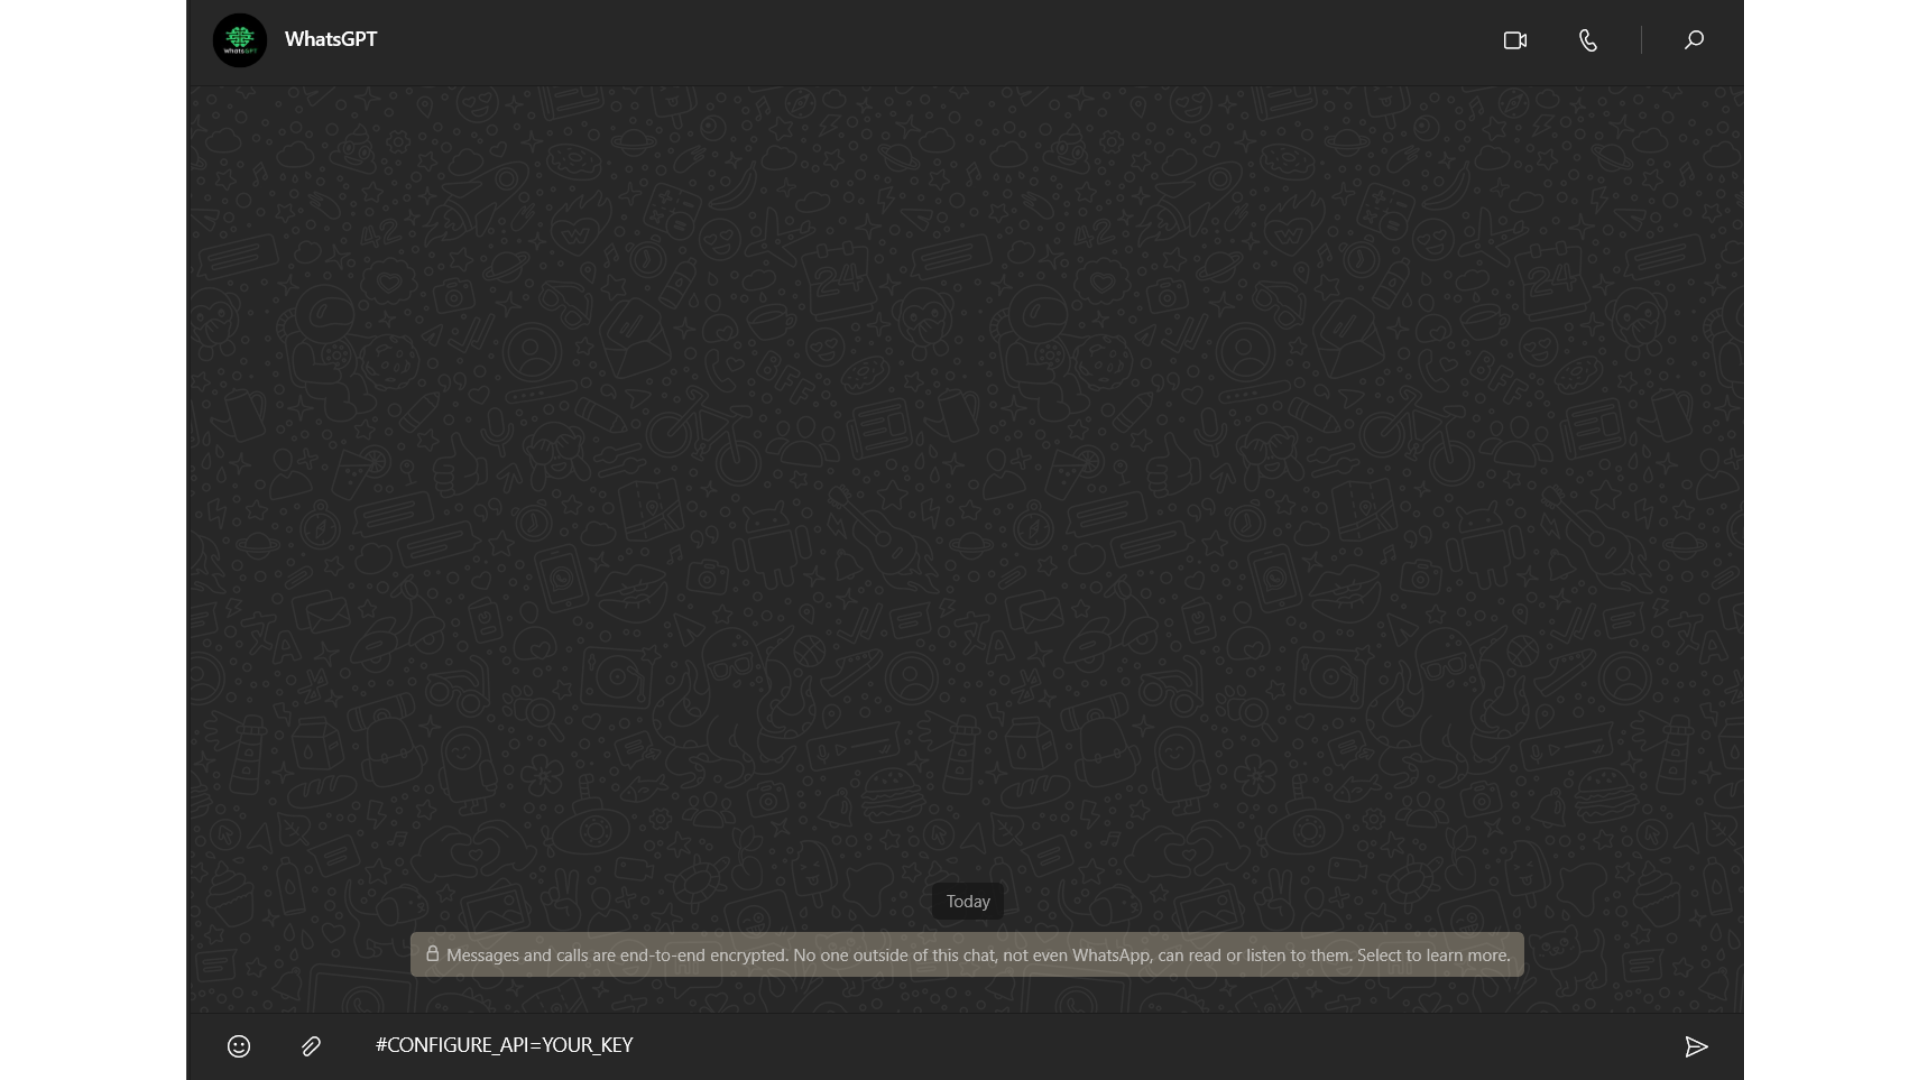 WhatsGPT
WhatsGPT
Today
Messages and calls are end-to-end encrypted. No one outside of this chat, not even WhatsApp, can read or listen to them. Select to learn more.
#CONFIGURE_API=YOUR_KEY